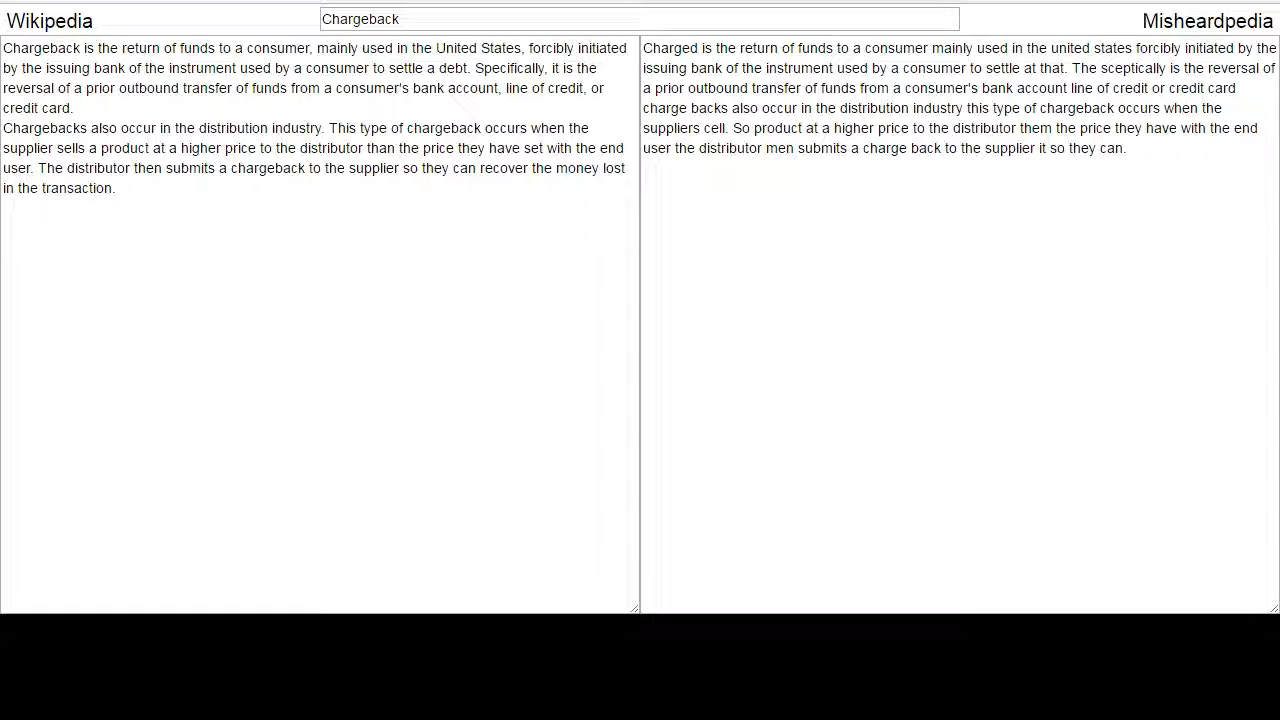 Wikipedia
Chargeback
Misheardpedia
Chargeback is the return of funds to a consumer, mainly used in the United States, forcibly initiated
by the issuing bank of the instrument used by a consumer to settle a debt. Specifically, it is the
reversal of a prior outbound transfer of funds from a consumer's bank account, line of credit, or
credit card.
Chargebacks also occur in the distribution industry. This type of chargeback occurs when the
supplier sells a product at a higher price to the distributor than the price they have set with the end
user. The distributor then submits a chargeback to the supplier so they can recover the money lost
in the transaction.
Charged is the return of funds to a consumer mainly used in the united states forcibly initiated by the
issuing bank of the instrument used by a consumer to settle at that. The sceptically is the reversal of
a prior outbound transfer of funds from a consumer's bank account line of credit or credit card
charge backs also occur in the distribution industry this type of chargeback occurs when the
suppliers cell. So product at a higher price to the distributor them the price they have with the end
user the distributor men submits a charge back to the supplier it so they can.